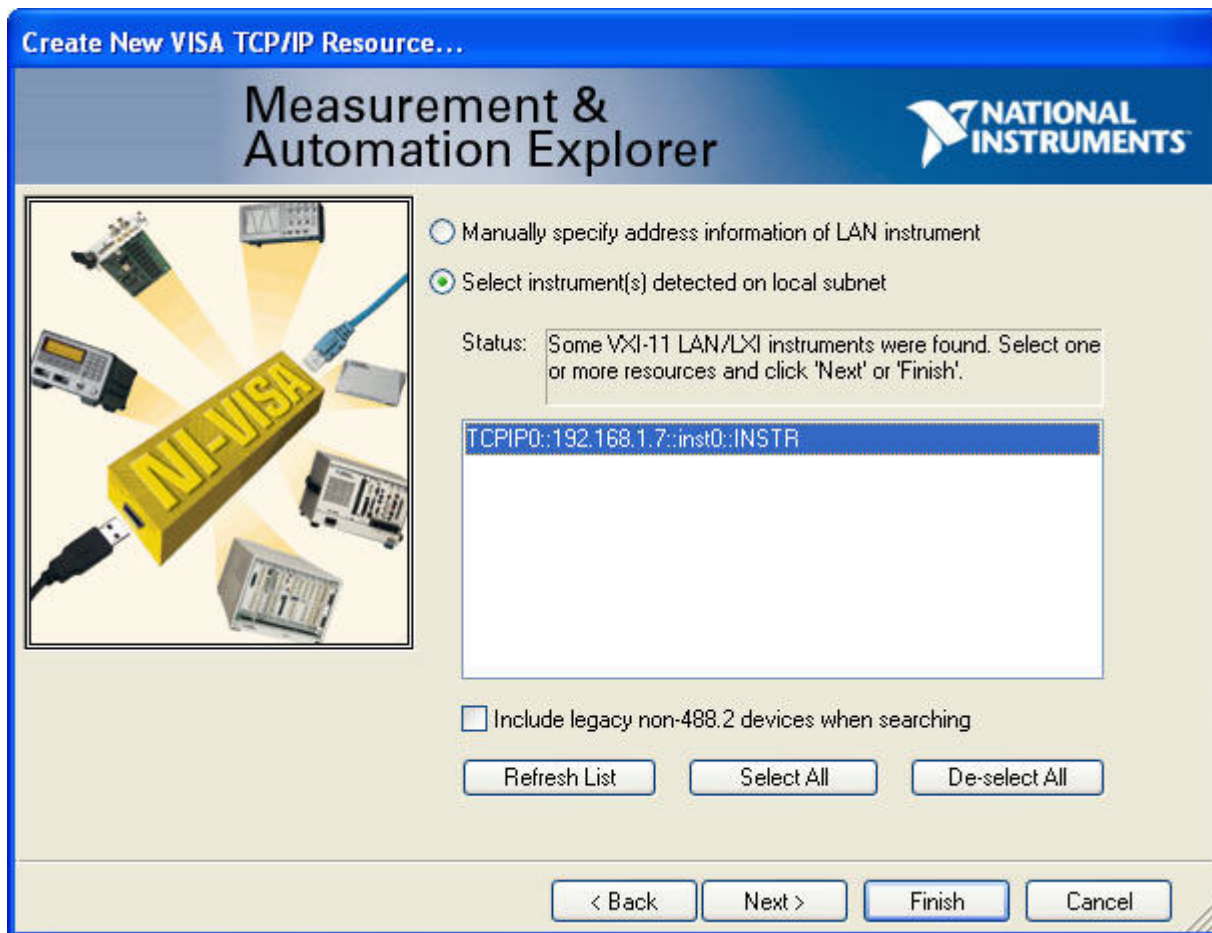 Create New VISA TCP/IP Resource...
Measurement &
Automation Explorer
NATIONAL
INSTRUMENTS
NI-VISA
Manually specify address information of LAN instrument
Select instrument(s) detected on local subnet
Status:
Some VXI-11 LAN/LXI instruments were found. Select one
or more resources and click 'Next' or 'Finish'.
TCPIP0::192.168.1.7::inst0::INSTR
Include legacy non-488.2 devices when searching
Refresh List
Select All
De-select All
< Back
Next >
Finish
Cancel